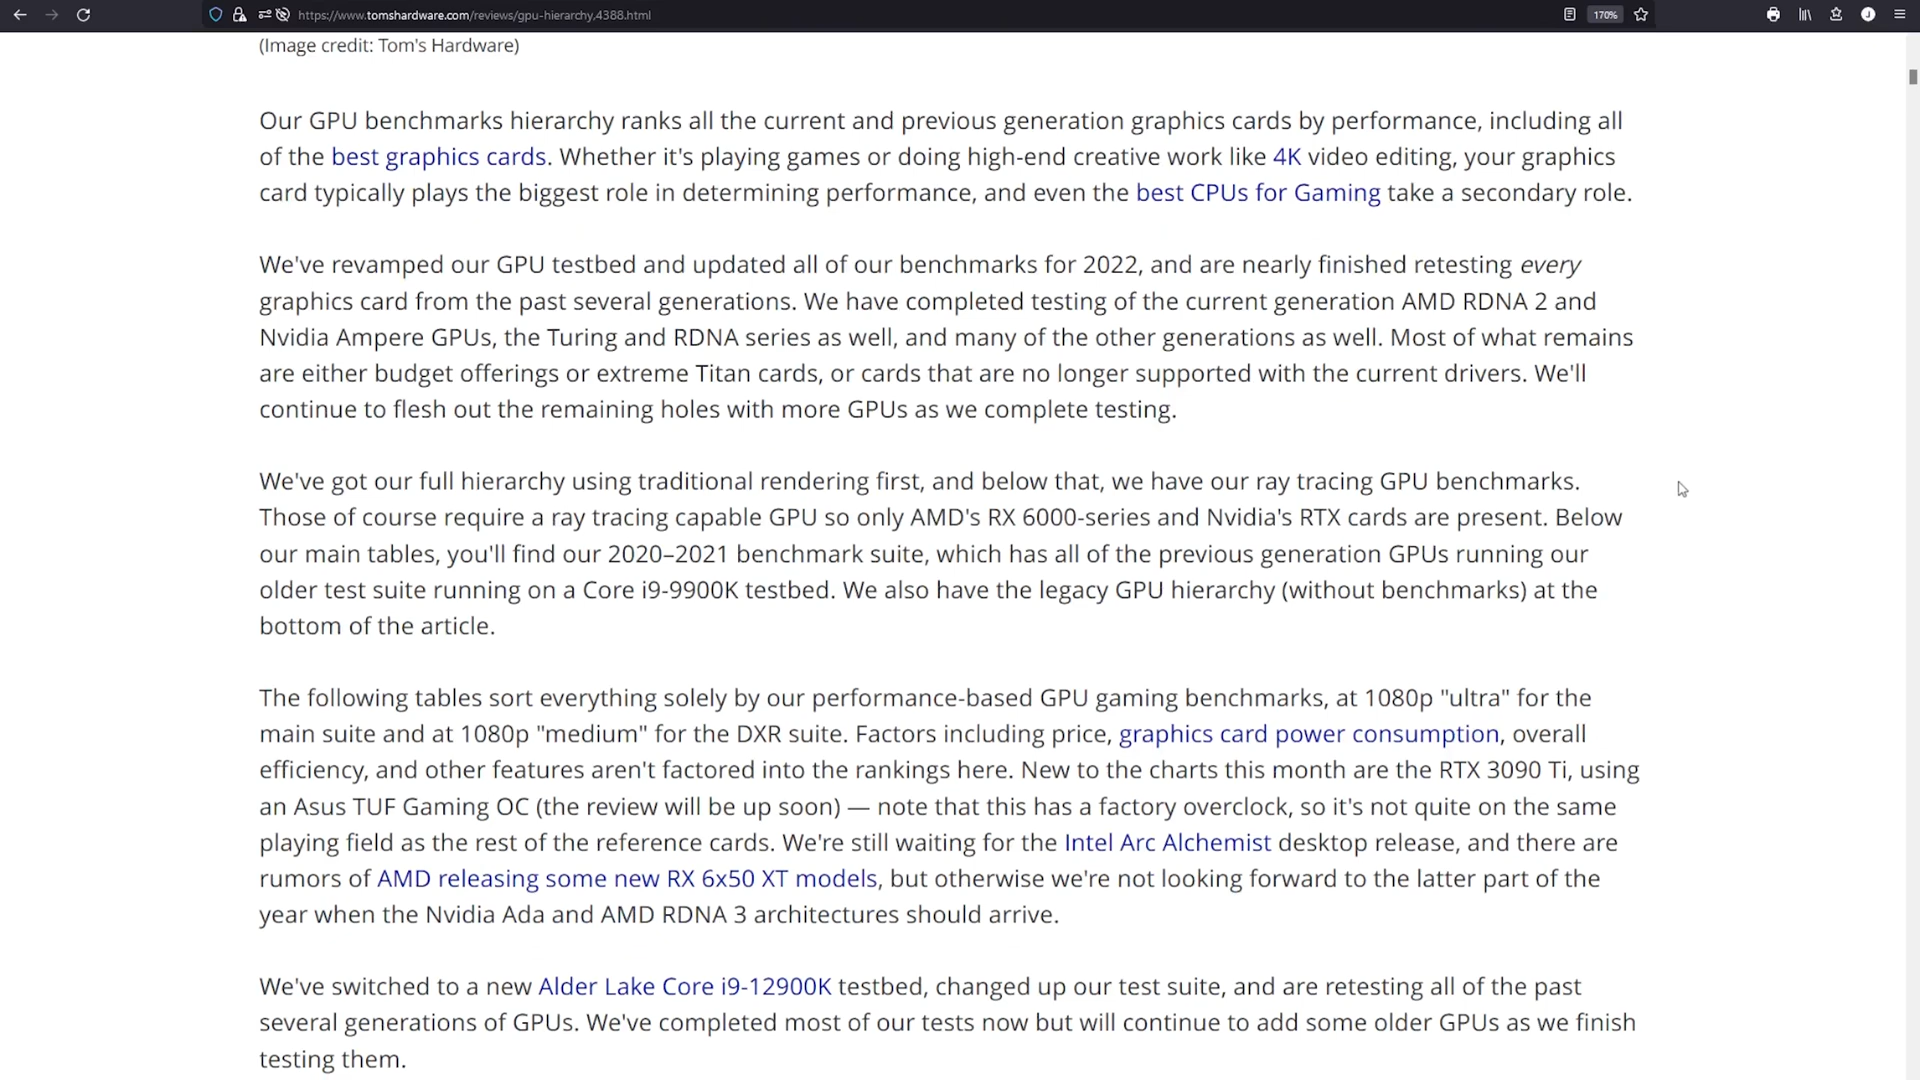 https://www.tomshardware.com/reviews/gpu-hierarchy,4388.html
170%
J
(Image credit: Tom's Hardware)
Our GPU benchmarks hierarchy ranks all the current and previous generation graphics cards by performance, including all
of the best graphics cards. Whether it's playing games or doing high-end creative work like 4K video editing, your graphics
card typically plays the biggest role in determining performance, and even the best CPUs for Gaming take a secondary role.
We've revamped our GPU testbed and updated all of our benchmarks for 2022, and are nearly finished retesting every
graphics card from the past several generations. We have completed testing of the current generation AMD RDNA 2 and
Nvidia Ampere GPUs, the Turing and RDNA series as well, and many of the other generations as well. Most of what remains
are either budget offerings or extreme Titan cards, or cards that are no longer supported with the current drivers. We'll
continue to flesh out the remaining holes with more GPUs as we complete testing.
We've got our full hierarchy using traditional rendering first, and below that, we have our ray tracing GPU benchmarks.
Those of course require a ray tracing capable GPU so only AMD's RX 6000-series and Nvidia's RTX cards are present. Below
our main tables, you'll find our 2020–2021 benchmark suite, which has all of the previous generation GPUs running our
older test suite running on a Core i9-9900K testbed. We also have the legacy GPU hierarchy (without benchmarks) at the
bottom of the article.
The following tables sort everything solely by our performance-based GPU gaming benchmarks, at 1080p "ultra" for the
main suite and at 1080p "medium" for the DXR suite. Factors including price, graphics card power consumption, overall
efficiency, and other features aren't factored into the rankings here. New to the charts this month are the RTX 3090 Ti, using
an Asus TUF Gaming OC (the review will be up soon) — note that this has a factory overclock, so it's not quite on the same
playing field as the rest of the reference cards. We're still waiting for the Intel Arc Alchemist desktop release, and there are
rumors of AMD releasing some new RX 6x50 XT models, but otherwise we're not looking forward to the latter part of the
year when the Nvidia Ada and AMD RDNA 3 architectures should arrive.
We've switched to a new Alder Lake Core i9-12900K testbed, changed up our test suite, and are retesting all of the past
several generations of GPUs. We've completed most of our tests now but will continue to add some older GPUs as we finish
testing them.